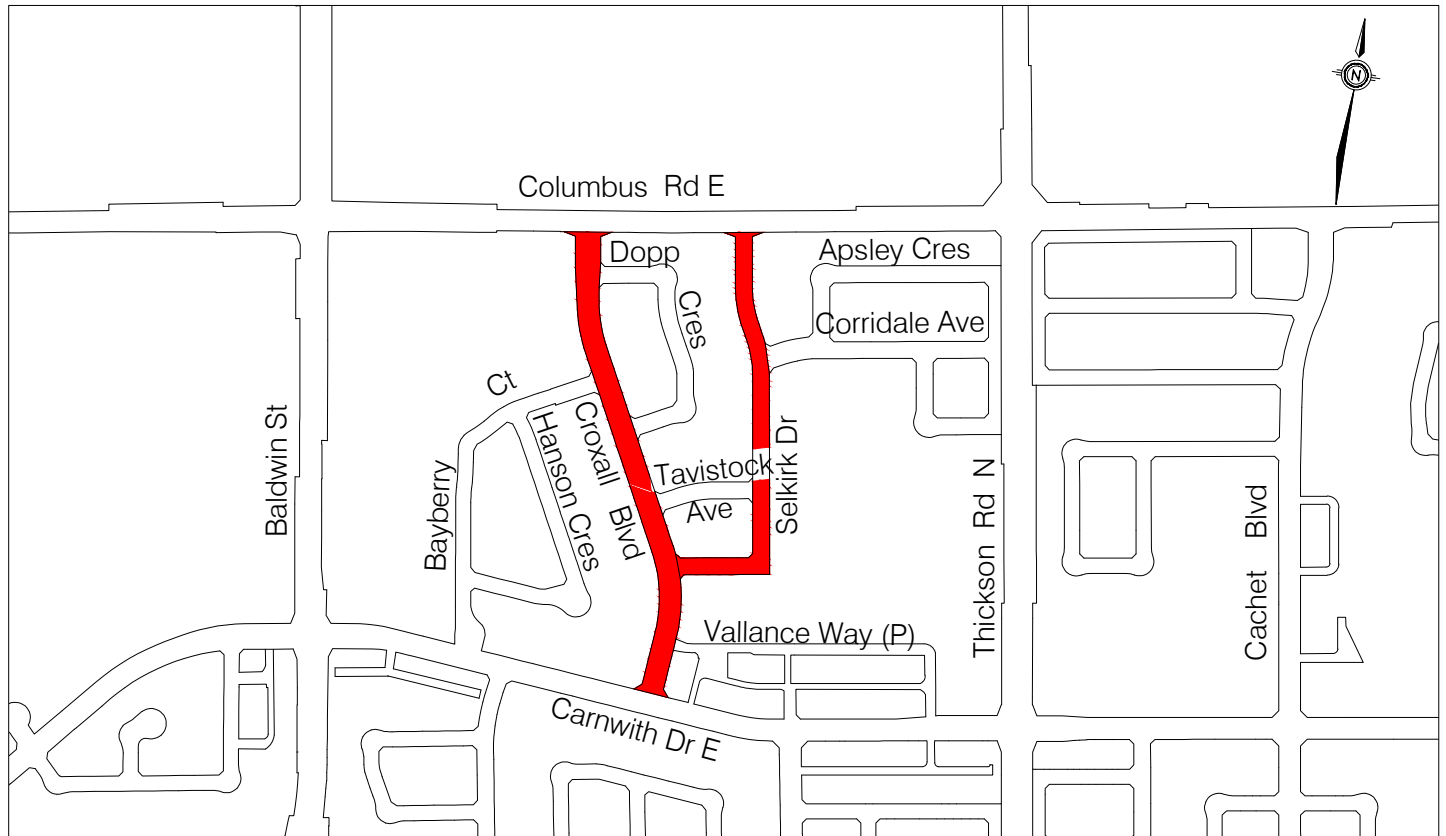 N
Columbus Rd E
Dopp
Cres
Apsley Cres
Corridale Ave
Ct
Baldwin St
Hanson Cres
Croxall Blvd
Selkirk Dr
Tavistock
Ave
Bayberry
Thickson Rd N
Cachet Blvd
Vallance Way (P)
Carnwith Dr E